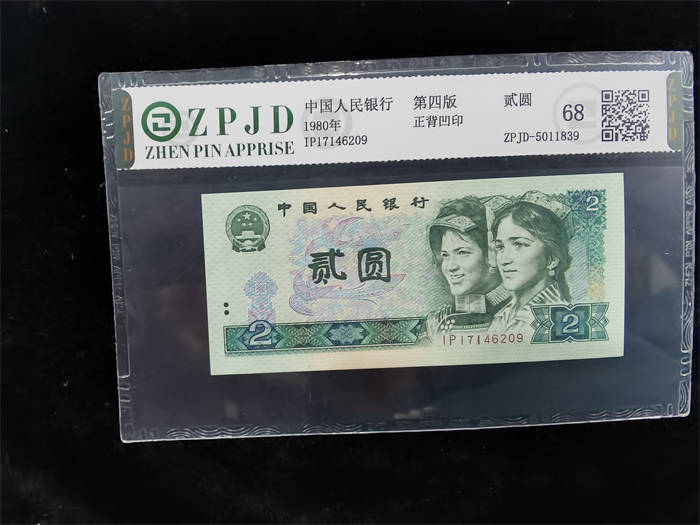 ZPJD
ZHEN PIN APPRISE
中国人民银行 第四版 贰圆
1980年 正背凹印
IP17146209 ZPJD-5011839
68
ZPJD
ZPJD
中国人民银行
贰圆
2
2
2
IP17146209